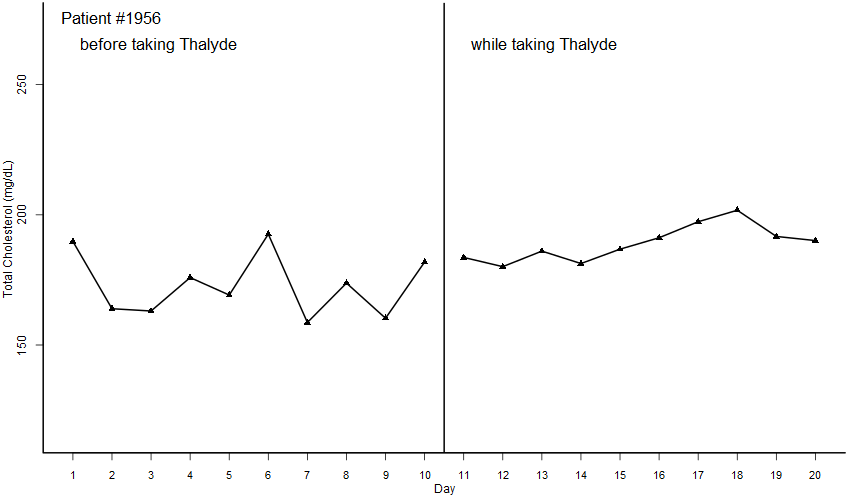 Patient #1956
before taking Thalyde
while taking Thalyde
Total Cholesterol (mg/dL)
250
200
150
1 2 3 4 5 6 7 8 9 10 11 12 13 14 15 16 17 18 19 20
Day